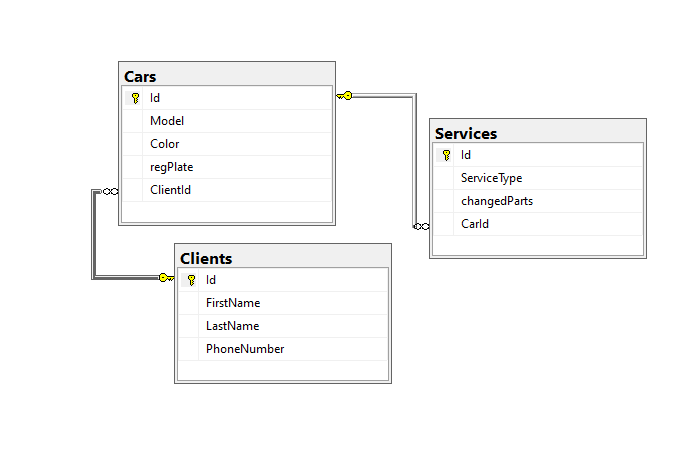 Cars
Id
Model
Color
regPlate
ClientId
Services
Id
ServiceType
changedParts
CarId
Clients
Id
FirstName
LastName
PhoneNumber